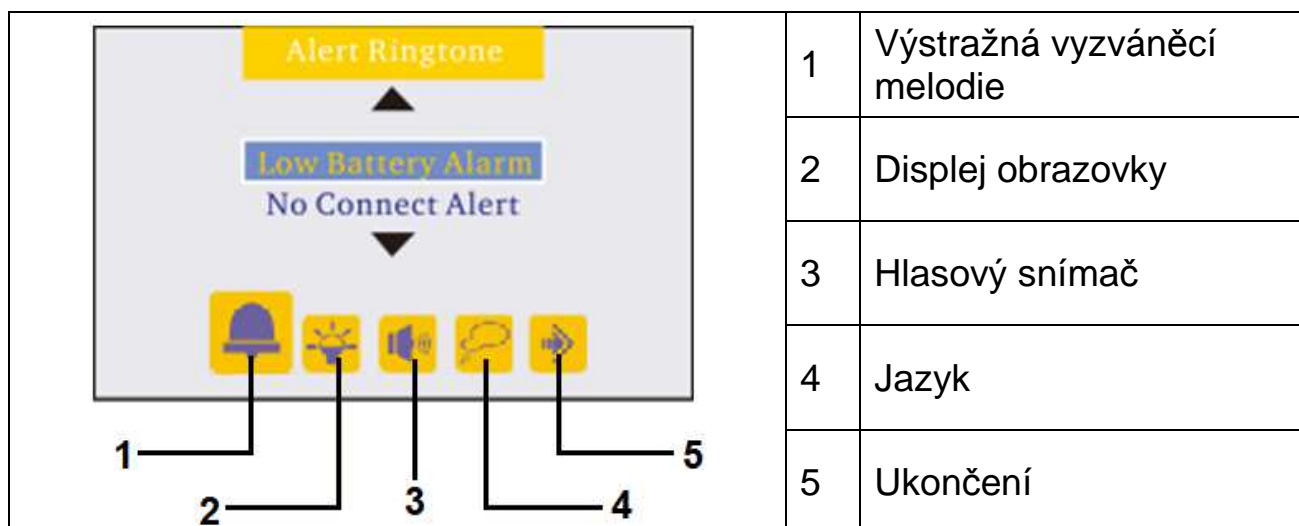 Alert Ringtone
Low Battery Alarm
No Connect Alert
1
2
3
4
5
1 Výstražná vyzváněcí
melodie
2 Displej obrazovky
3 Hlasový snímač
4 Jazyk
5 Ukončení